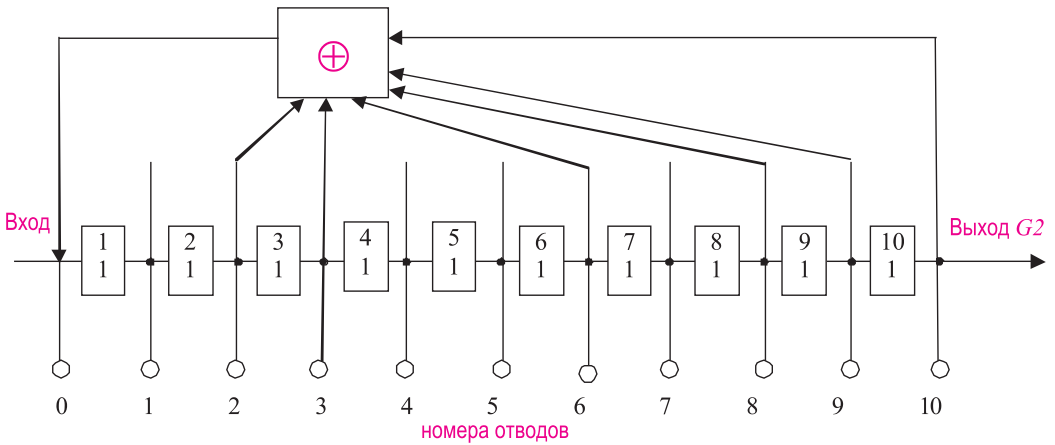 ⊕
Вход
Выход G2
1 2 3 4 5 6 7 8 9 10
1 1 1 1 1 1 1 1 1 1
0 1 2 3 4 5 6 7 8 9 10
номера отводов